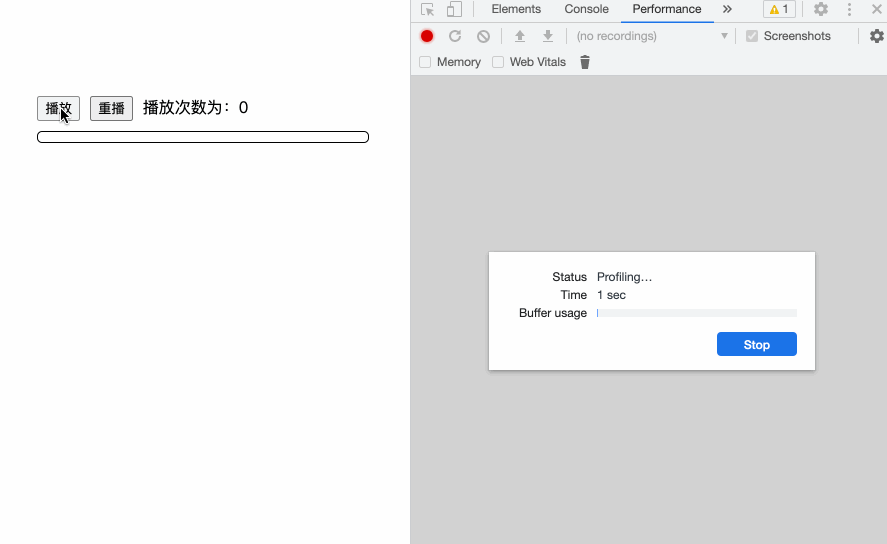 播放 重播 播放次数为：0
Elements Console Performance » 1
(no recordings) Screenshots
Memory Web Vitals
Status Profiling…
Time 1 sec
Buffer usage
Stop